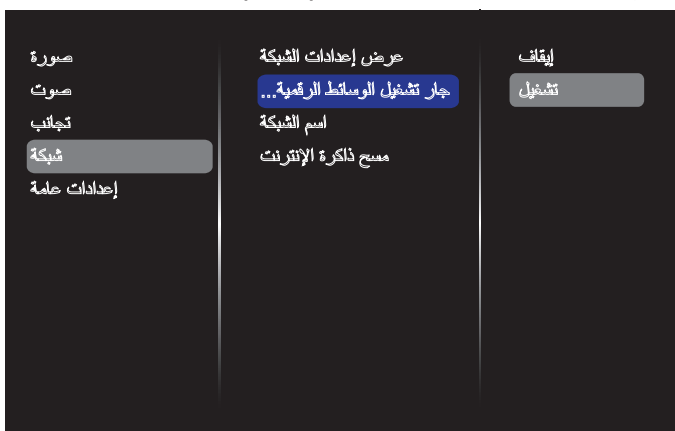 صورة
صوت
تجانب
شبكة
إعدادات عامة
عرض إعدادات الشبكة
جار تشغيل الوسائط الرقمية...
اسم الشبكة
مسح ذاكرة الإنترنت
إيقاف
تشغيل